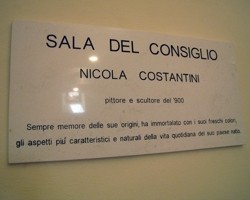 SALA DEL CONSIGLIO
NICOLA COSTANTINI
pittore e scultore del '900
Sempre memore delle sue origini, ha immortalato con i suoi freschi colori,
gli aspetti piu' caratteristici e naturali della vita quotidiana del suo paese natio.